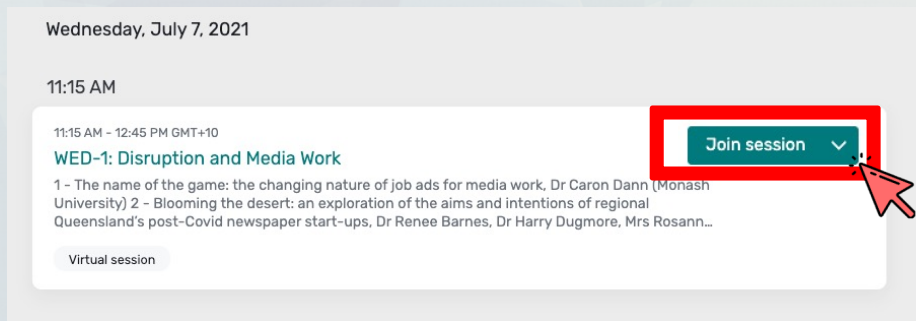 Wednesday, July 7, 2021
11:15 AM
11:15 AM - 12:45 PM GMT+10
Join session
WED-1: Disruption and Media Work
1 - The name of the game: the changing nature of job ads for media work, Dr Caron Dann (Monash
University) 2 - Blooming the desert: an exploration of the aims and intentions of regional
Queensland's post-Covid newspaper start-ups, Dr Renee Barnes, Dr Harry Dugmore, Mrs Rosann...
Virtual session